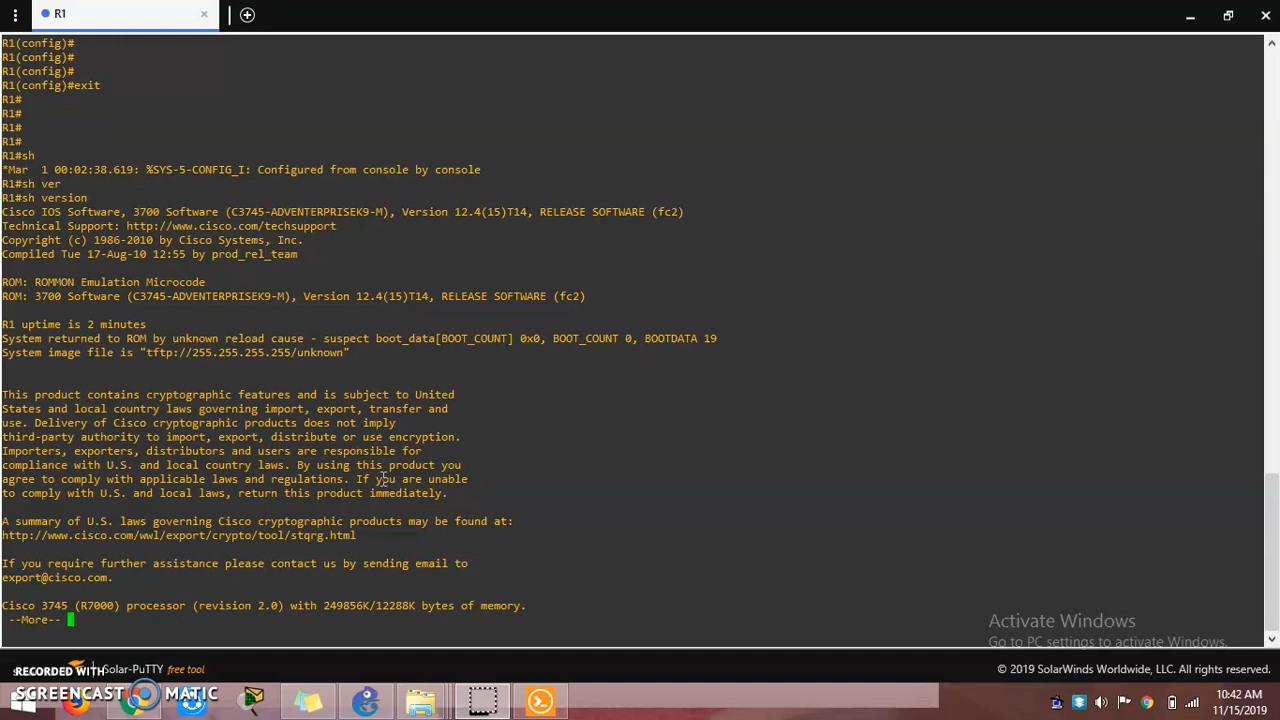 R1
R1(config)#
R1(config)#
R1(config)#
R1(config)#exit
R1#
R1#
R1#
R1#
R1#sh
*Mar  1 00:02:38.619: %SYS-5-CONFIG_I: Configured from console by console
R1#sh ver
R1#sh version
Cisco IOS Software, 3700 Software (C3745-ADVENTERPRISEK9-M), Version 12.4(15)T14, RELEASE SOFTWARE (fc2)
Technical Support: http://www.cisco.com/techsupport
Copyright (c) 1986-2010 by Cisco Systems, Inc.
Compiled Tue 17-Aug-10 12:55 by prod_rel_team
ROM: ROMMON Emulation Microcode
ROM: 3700 Software (C3745-ADVENTERPRISEK9-M), Version 12.4(15)T14, RELEASE SOFTWARE (fc2)
R1 uptime is 2 minutes
System returned to ROM by unknown reload cause - suspect boot_data[BOOT_COUNT] 0x0, BOOT_COUNT 0, BOOTDATA 19
System image file is "tftp://255.255.255.255/unknown"
This product contains cryptographic features and is subject to United
States and local country laws governing import, export, transfer and
use. Delivery of Cisco cryptographic products does not imply
third-party authority to import, export, distribute or use encryption.
Importers, exporters, distributors and users are responsible for
compliance with U.S. and local country laws. By using this product you
agree to comply with applicable laws and regulations. If you are unable
to comply with U.S. and local laws, return this product immediately.
A summary of U.S. laws governing Cisco cryptographic products may be found at:
http://www.cisco.com/wwl/export/crypto/tool/stqrg.html
If you require further assistance please contact us by sending email to
export@cisco.com.
Cisco 3745 (R7000) processor (revision 2.0) with 249856K/12288K bytes of memory.
--More--
Activate Windows
Go to PC settings to activate Windows.
RECORDED WITH
Solar-PuTTY free tool
© 2019 SolarWinds Worldwide, LLC. All rights reserved.
SCREENCAST MATIC
10:42 AM
11/15/2019